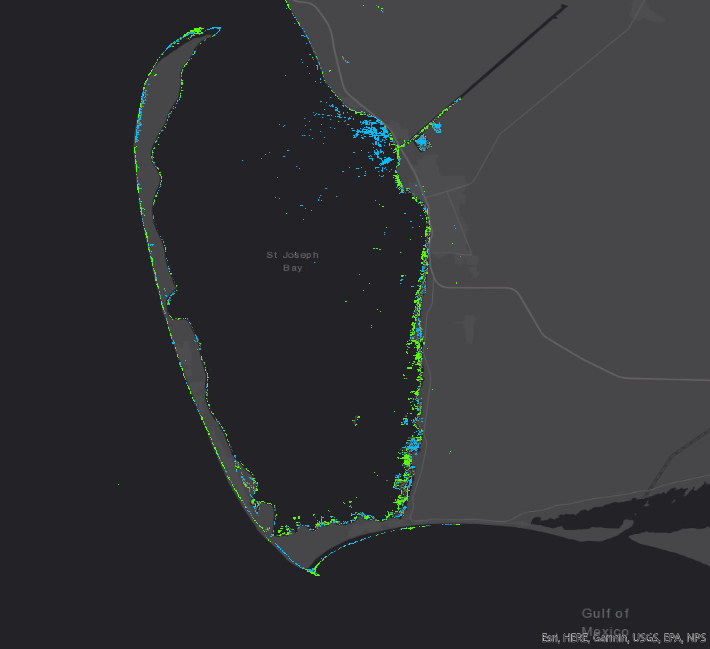 St Joseph
Bay
Gulf of
Mexico
Esri, HERE, Garmin, USGS, EPA, NPS